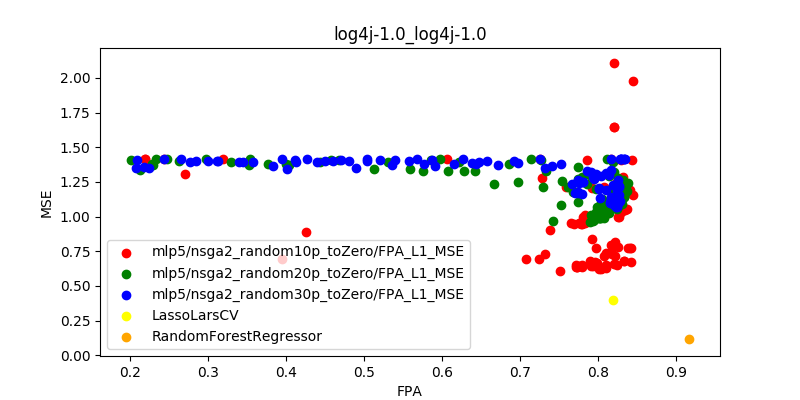 log4j-1.0_log4j-1.0
MSE
2.00
1.75
1.50
1.25
1.00
0.75
0.50
0.25
0.00
mlp5/nsga2_random10p_toZero/FPA_L1_MSE
mlp5/nsga2_random20p_toZero/FPA_L1_MSE
mlp5/nsga2_random30p_toZero/FPA_L1_MSE
LassoLarsCV
RandomForestRegressor
0.2 0.3 0.4 0.5 0.6 0.7 0.8 0.9
FPA